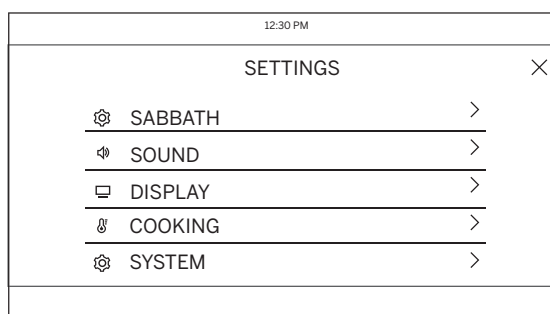 12:30 PM
SETTINGS
SABBATH
SOUND
DISPLAY
COOKING
SYSTEM